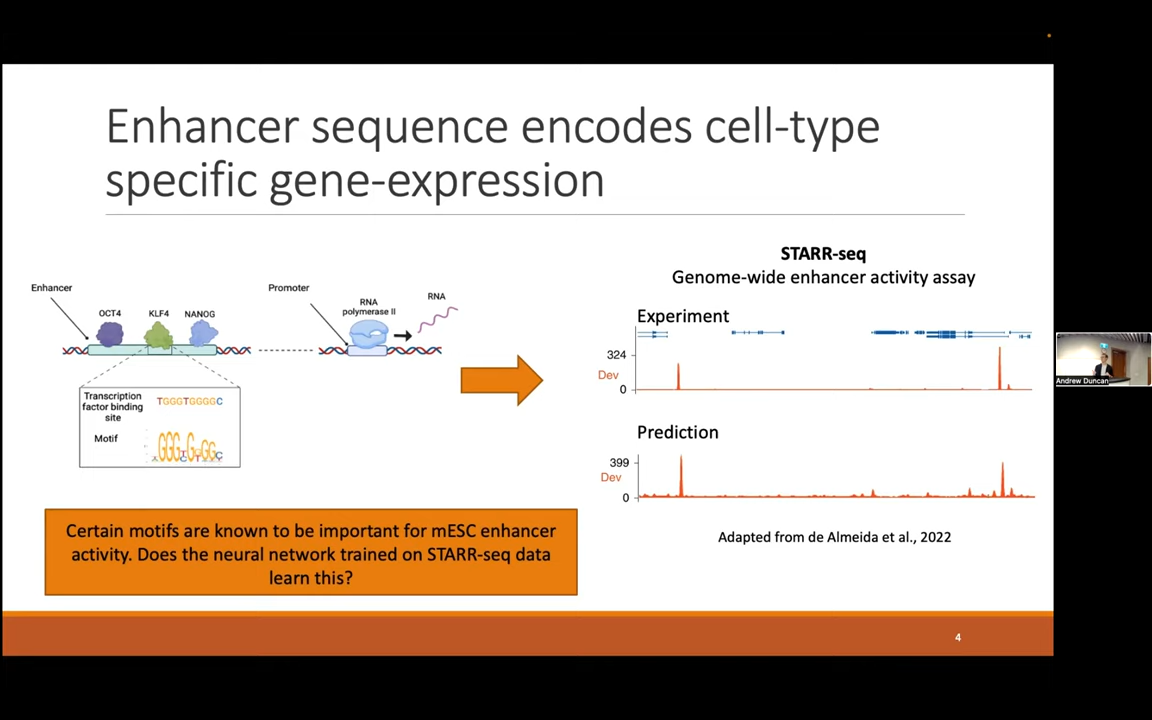 Enhancer sequence encodes cell-type
specific gene-expression
Enhancer
OCT4
KLF4
NANOG
Promoter
RNA
polymerase II
RNA
Transcription
factor binding
site
TGGGTGGGGC
Motif
STARR-seq
Genome-wide enhancer activity assay
Experiment
324
Dev
0
Prediction
399
Dev
0
Adapted from de Almeida et al., 2022
Certain motifs are known to be important for mESC enhancer
activity. Does the neural network trained on STARR-seq data
learn this?
4
Andrew Duncan